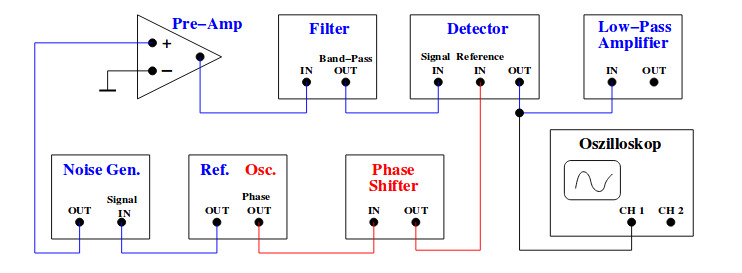 Pre–Amp
+
–
Filter
Band–Pass
IN OUT
Detector
Signal Reference
IN IN OUT
Low–Pass
Amplifier
IN OUT
Noise Gen.
Signal
OUT IN
Ref. Osc.
Phase
OUT OUT
Phase
Shifter
IN OUT
Oszilloskop
CH 1 CH 2